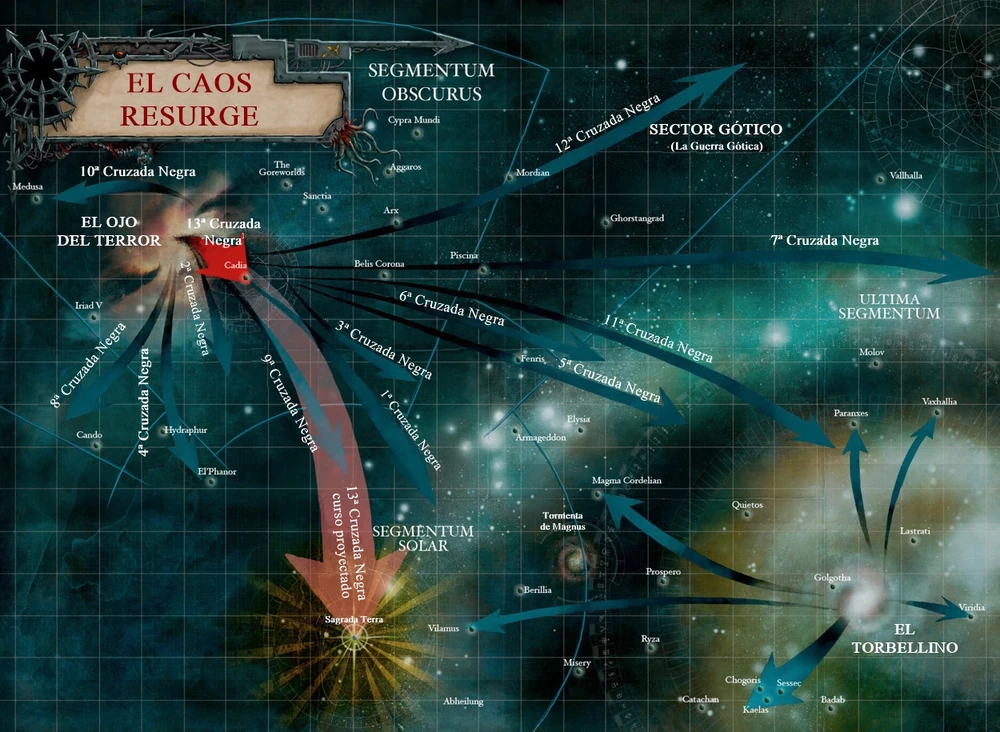 EL CAOS
RESURGE
SEGMENTUM
OBSCURUS
Cypra Mundi
12ª Cruzada Negra
SECTOR GÓTICO
(La Guerra Gótica)
Aggaros
The
Goreworlds
Mordian
Vallhalla
10ª Cruzada Negra
Medusa
Sanctia
Arx
Ghorstangrad
EL OJO
DEL TERROR
13ª Cruzada
Negra
7ª Cruzada Negra
Piscina
Cadia
Belis Corona
2ª Cruzada Negra
6ª Cruzada Negra
ULTIMA
SEGMENTUM
Iriad V
11ª Cruzada Negra
3ª Cruzada Negra
8ª Cruzada Negra
4ª Cruzada Negra
9ª Cruzada Negra
Fenris
5ª Cruzada Negra
Molov
1ª Cruzada Negra
Vaxhallia
Paranxes
Elysia
Armageddon
Cando
Hydraphur
El'Phanor
Magma Cordelian
13ª Cruzada Negra
curso proyectado
Quietos
Tormenta
de Magnus
SEGMENTUM
SOLAR
Lastrati
Prospero
Golgotha
Berillia
Viridia
Sagrada Terra
Vilamus
EL
TORBELLINO
Ryza
Misery
Chogoris
Sessec
Abheilung
Catachan
Kaelas
Badab